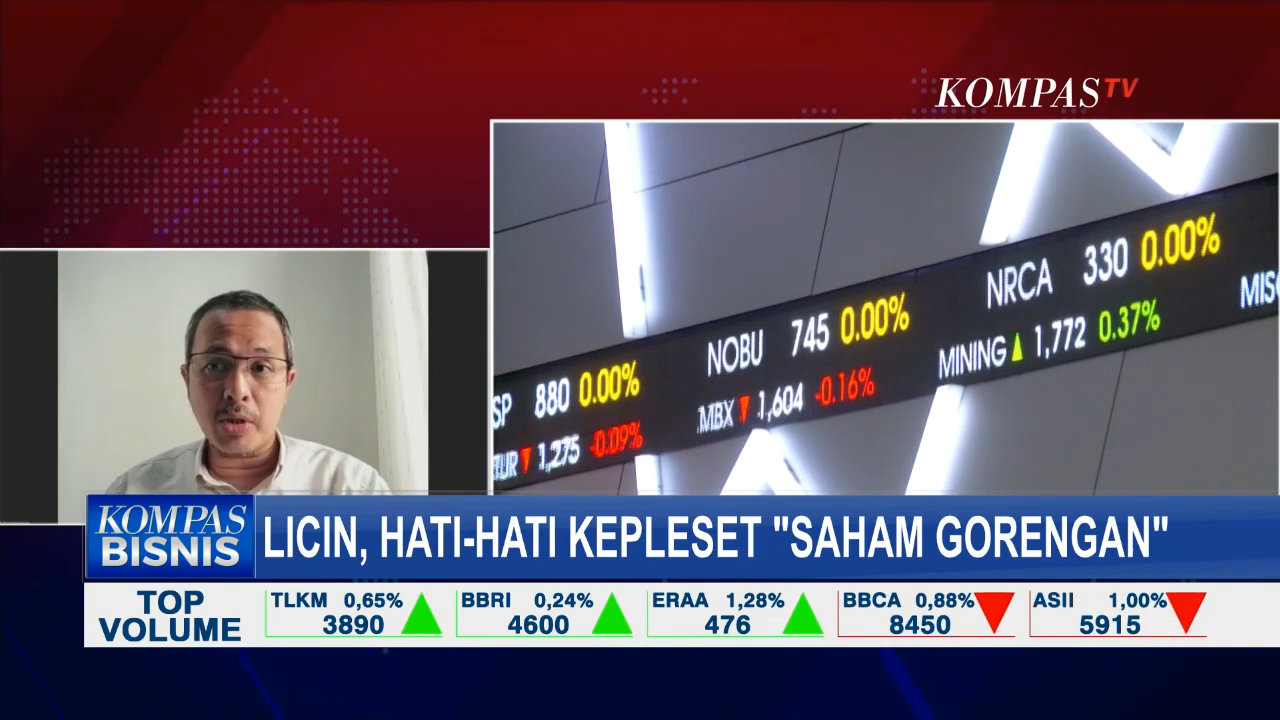 KOMPASTV
NRCA 330 0.00%
NOBU 745 0.00%
SP 880 0.00%
MINING ▲ 1,772 0.37%
MBX ▼ 1,604 -0.16%
1,275 -0.09%
KOMPAS
BISNIS
LICIN, HATI-HATI KEPLESET "SAHAM GORENGAN"
TOP
VOLUME
TLKM 0,65%
3890
BBRI 0,24%
4600
ERAA 1,28%
476
BBCA 0,88%
8450
ASII 1,00%
5915